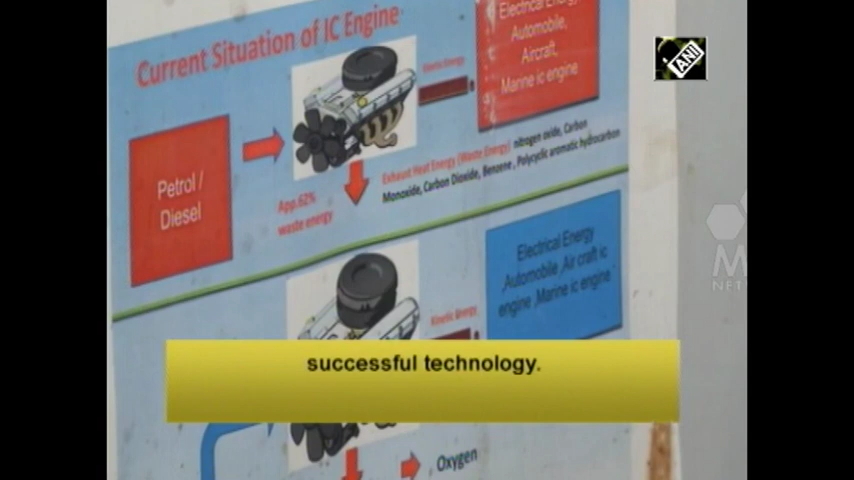 Current Situation of IC Engine
Electrical Energy
Automobile,
Aircraft,
Marine ic engine
ANI
Kinetic Energy
Petrol /
Diesel
App.62%
waste energy
Exhaust Heat Energy (Waste Energy) nitrogen oxide, Carbon
Monoxide, Carbon Dioxide, Benzene , Polycyclic aromatic hydrocarbon
Electrical Energy
,Automobile ,Air craft ic
engine ,Marine ic engine
Kinetic Energy
successful technology.
Oxygen